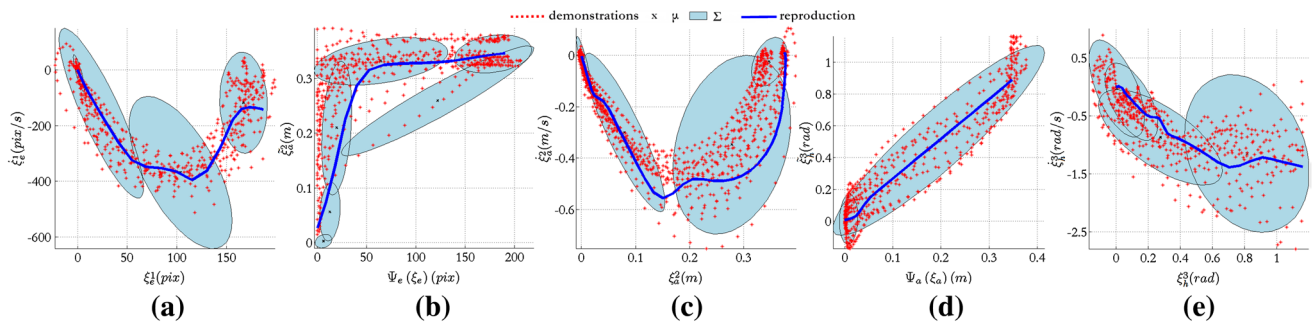 demonstrations x μ Σ reproduction
0
-200
-400
-600
0 50 100 150
ξ̇¹ₑ(pix/s)
ξ¹ₑ(pix)
(a)
0.3
0.2
0.1
0
0 50 100 150 200
ξ̃²ₐ(m)
Ψₑ(ξₑ)(pix)
(b)
0
-0.2
-0.4
-0.6
0 0.1 0.2 0.3
ξ̇²ₐ(m/s)
ξ²ₐ(m)
(c)
1
0.8
0.6
0.4
0.2
0
0 0.1 0.2 0.3 0.4
ξ̃³ₕ(rad)
Ψₐ(ξₐ)(m)
(d)
0.5
-0.5
-1.5
-2.5
0 0.2 0.4 0.6 0.8 1
ξ̇³ₕ(rad/s)
ξ³ₕ(rad)
(e)